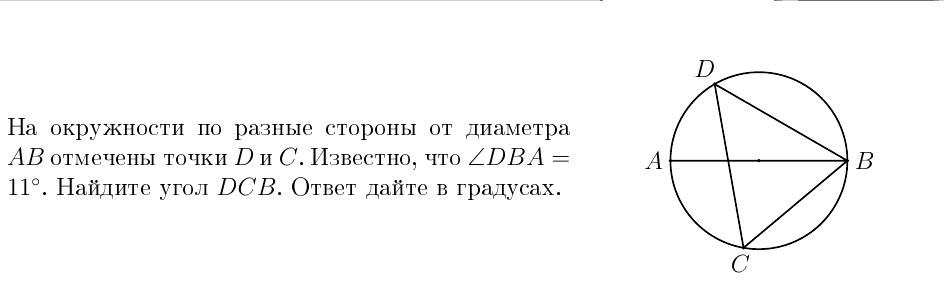 На окружности по разные стороны от диаметра
AB отмечены точки D и C. Известно, что ∠DBA =
11°. Найдите угол DCB. Ответ дайте в градусах.
D
A
B
C